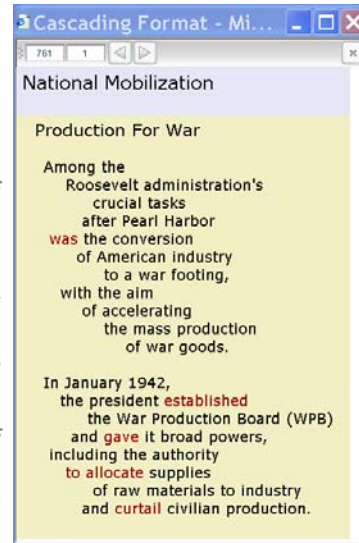 Cascading Format - Mi...
761 1
National Mobilization
Production For War
Among the
Roosevelt administration's
crucial tasks
after Pearl Harbor
was the conversion
of American industry
to a war footing,
with the aim
of accelerating
the mass production
of war goods.
In January 1942,
the president established
the War Production Board (WPB)
and gave it broad powers,
including the authority
to allocate supplies
of raw materials to industry
and curtail civilian production.